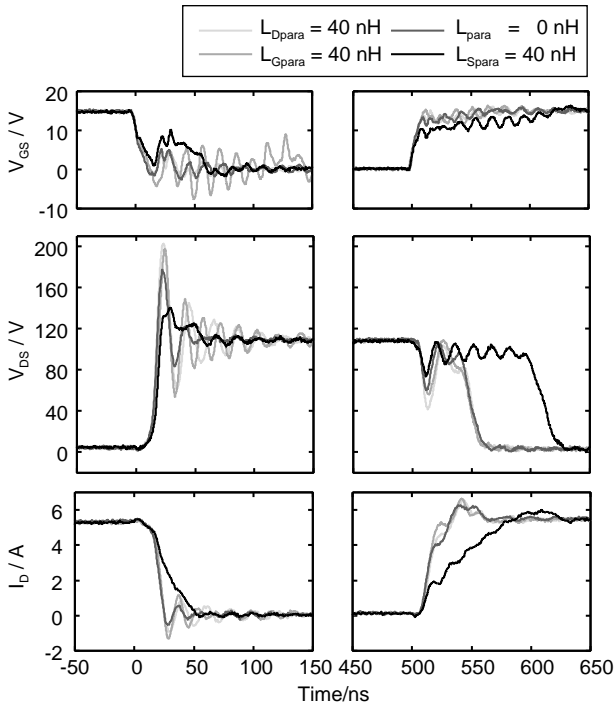 L_Dpara = 40 nH L_para = 0 nH
L_Gpara = 40 nH L_Spara = 40 nH
V_GS / V
20
10
0
-10
V_DS / V
200
160
120
80
40
0
I_D / A
6
4
2
0
-2
-50 0 50 100 150 450 500 550 600 650
Time/ns